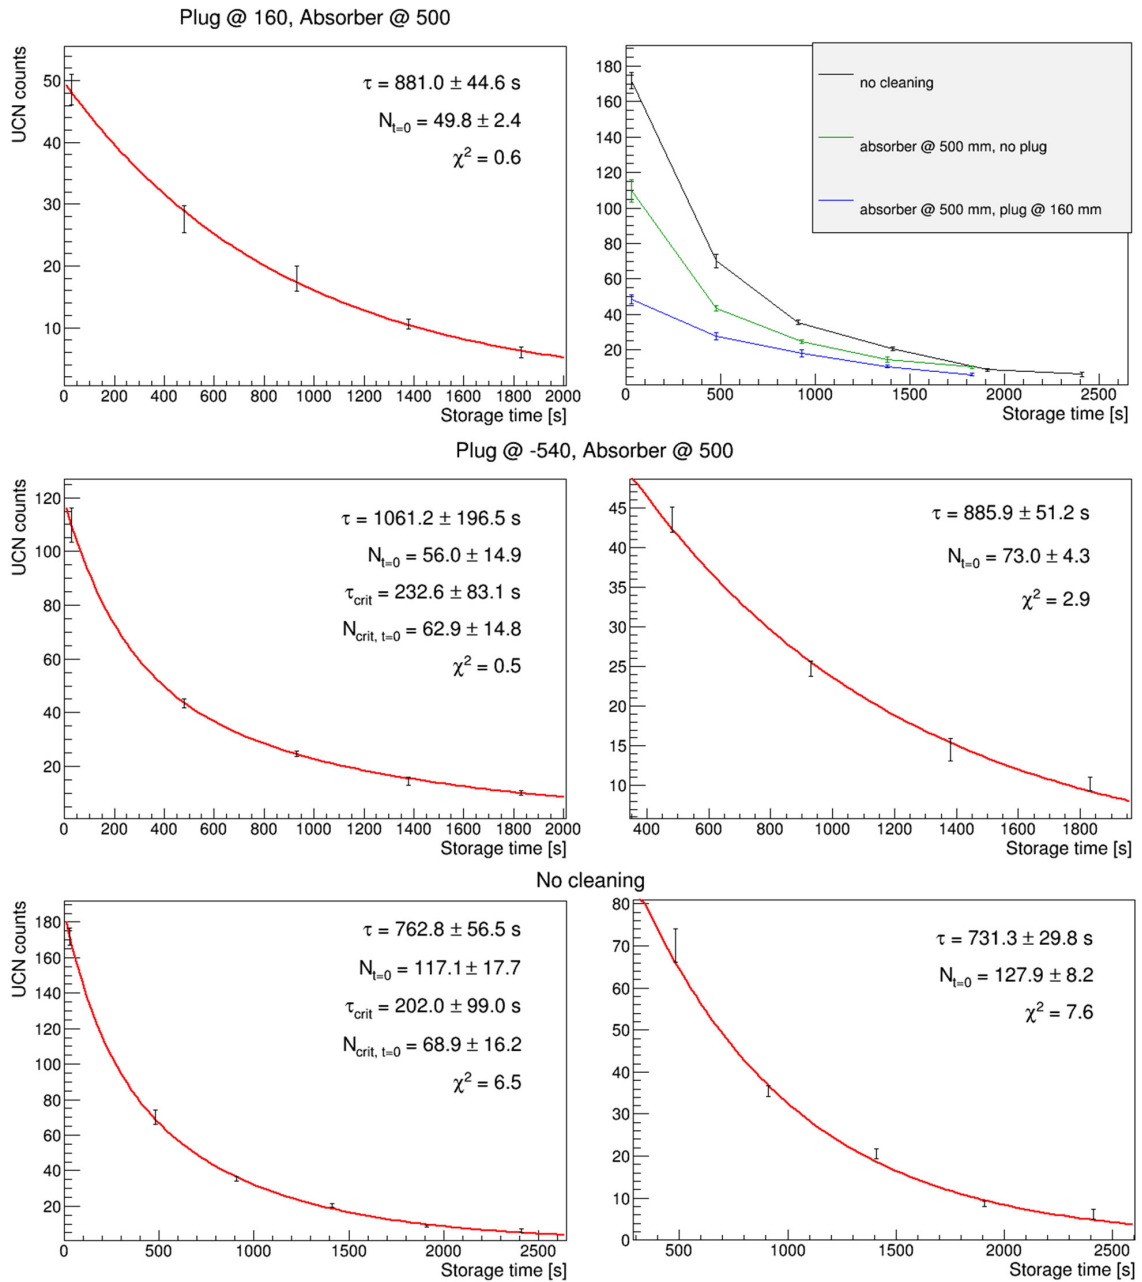 Plug @ 160, Absorber @ 500
UCN counts
50
40
30
20
10
τ = 881.0 ± 44.6 s
N_{t=0} = 49.8 ± 2.4
χ² = 0.6
0 200 400 600 800 1000 1200 1400 1600 1800 2000
Storage time [s]
180
160
140
120
100
80
60
40
20
no cleaning
absorber @ 500 mm, no plug
absorber @ 500 mm, plug @ 160 mm
0 500 1000 1500 2000 2500
Storage time [s]
Plug @ -540, Absorber @ 500
UCN counts
120
100
80
60
40
20
τ = 1061.2 ± 196.5 s
N_{t=0} = 56.0 ± 14.9
τ_{crit} = 232.6 ± 83.1 s
N_{crit, t=0} = 62.9 ± 14.8
χ² = 0.5
0 200 400 600 800 1000 1200 1400 1600 1800 2000
Storage time [s]
45
40
35
30
25
20
15
10
τ = 885.9 ± 51.2 s
N_{t=0} = 73.0 ± 4.3
χ² = 2.9
400 600 800 1000 1200 1400 1600 1800
Storage time [s]
No cleaning
UCN counts
180
160
140
120
100
80
60
40
20
τ = 762.8 ± 56.5 s
N_{t=0} = 117.1 ± 17.7
τ_{crit} = 202.0 ± 99.0 s
N_{crit, t=0} = 68.9 ± 16.2
χ² = 6.5
0 500 1000 1500 2000 2500
Storage time [s]
80
70
60
50
40
30
20
10
0
τ = 731.3 ± 29.8 s
N_{t=0} = 127.9 ± 8.2
χ² = 7.6
500 1000 1500 2000 2500
Storage time [s]